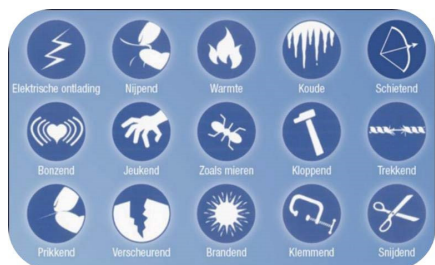 Elektrische ontlading Nijpend Warmte Koude Schietend
Bonzend Jeukend Zoals mieren Kloppend Trekkend
Prikkend Verscheurend Brandend Klemmend Snijdend